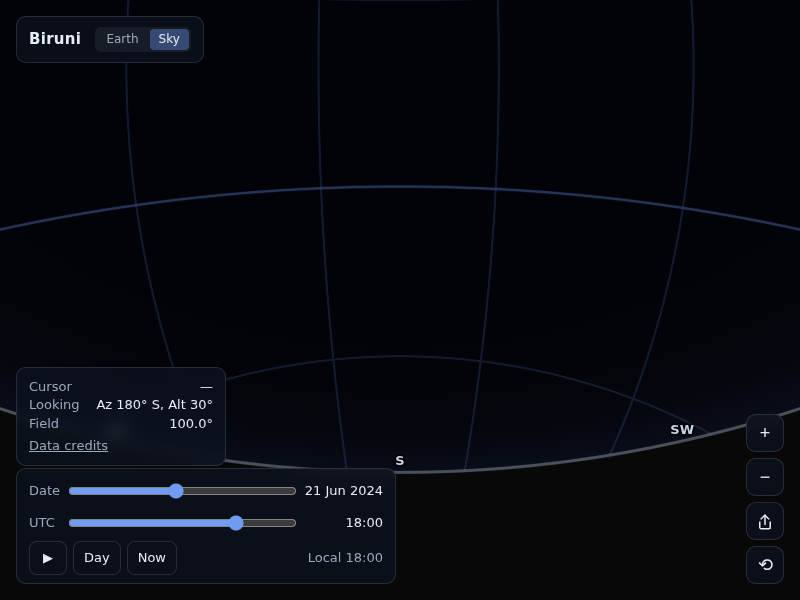 Biruni Earth Sky
Cursor —
Looking Az 180° S, Alt 30°
Field 100.0°
Data credits
SW
S
Date 21 Jun 2024
UTC 18:00
Day Now Local 18:00